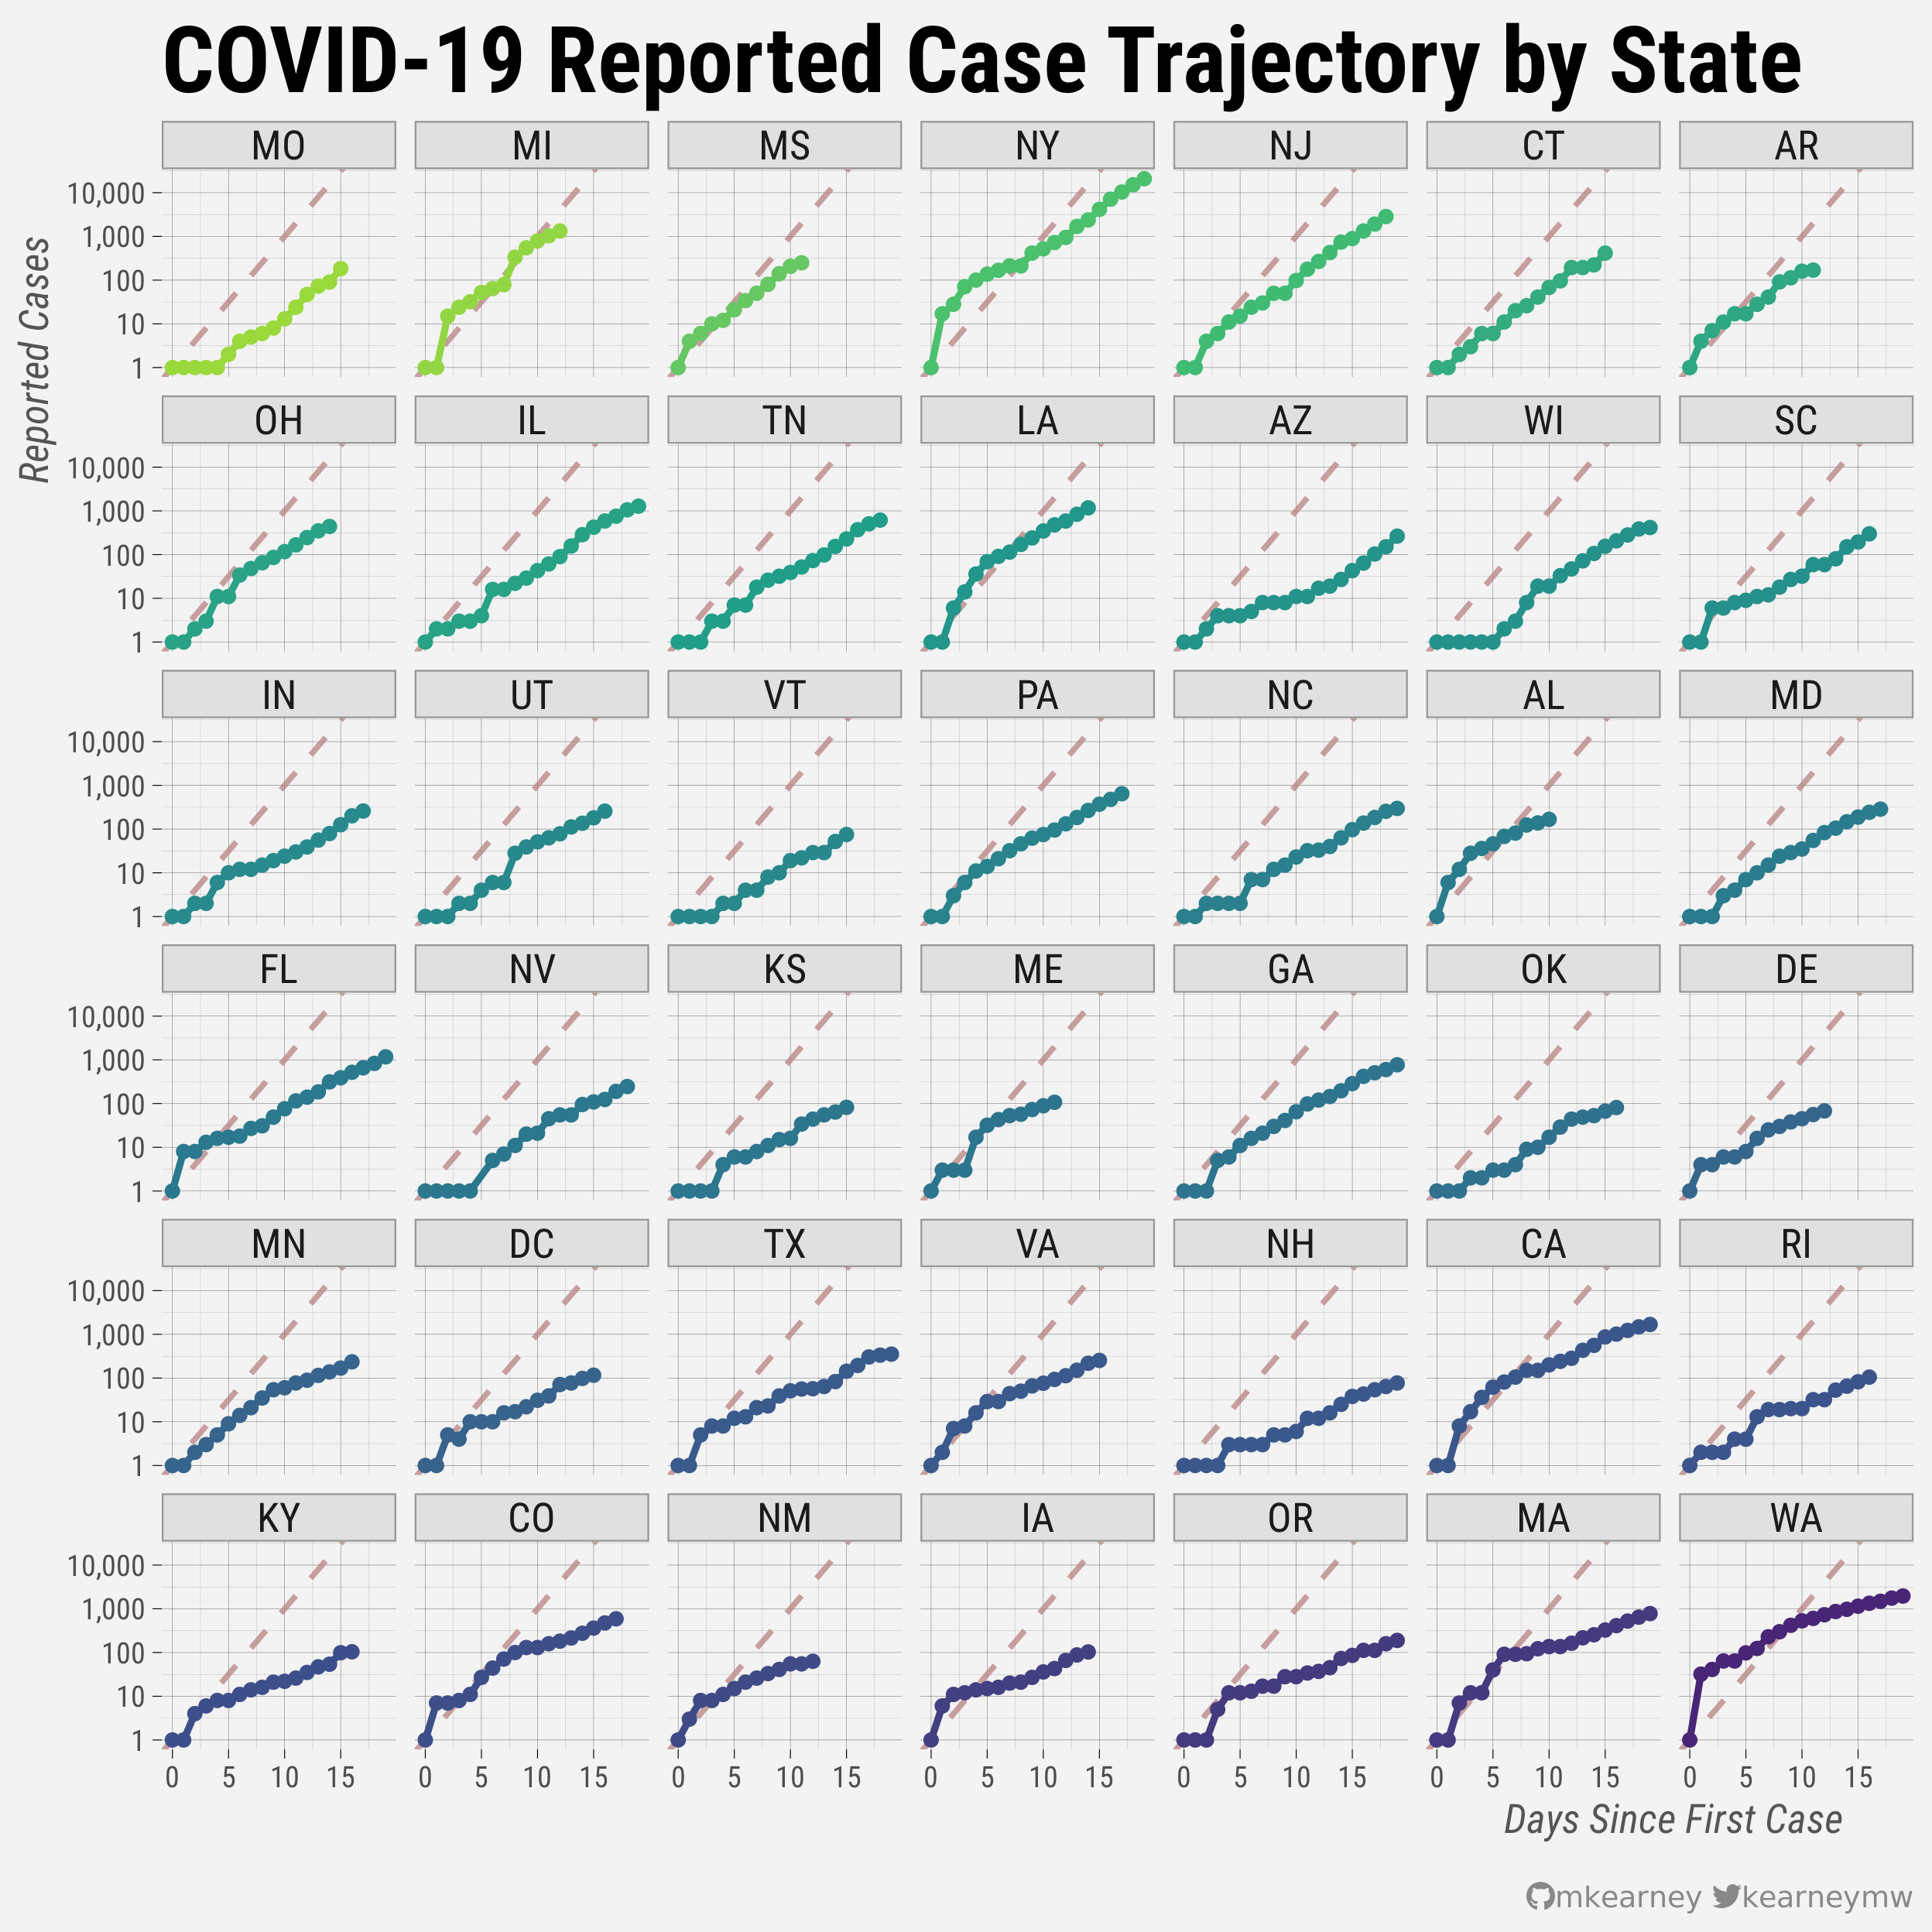 COVID-19 Reported Case Trajectory by State
MO MI MS NY NJ CT AR
10,000
1,000
100
10
1
Reported Cases
OH IL TN LA AZ WI SC
10,000
1,000
100
10
1
IN UT VT PA NC AL MD
10,000
1,000
100
10
1
FL NV KS ME GA OK DE
10,000
1,000
100
10
1
MN DC TX VA NH CA RI
10,000
1,000
100
10
1
KY CO NM IA OR MA WA
10,000
1,000
100
10
1
0 5 10 15 0 5 10 15 0 5 10 15 0 5 10 15 0 5 10 15 0 5 10 15 0 5 10 15
Days Since First Case
mkearney kearneymw